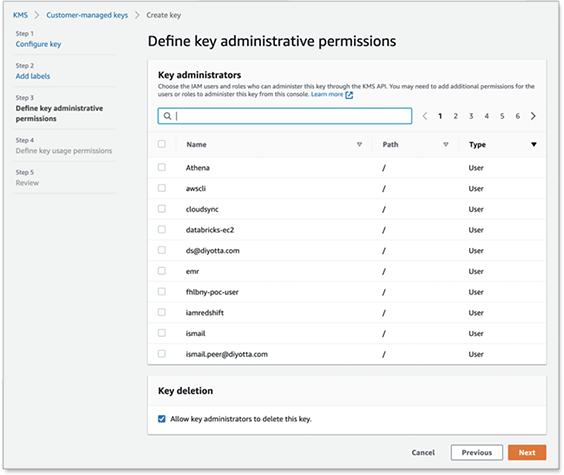 KMS > Customer-managed keys > Create key
Step 1
Configure key
Step 2
Add labels
Step 3
Define key administrative
permissions
Step 4
Define key usage permissions
Step 5
Review
Define key administrative permissions
Key administrators
Choose the IAM users and roles who can administer this key through the KMS API. You may need to add additional permissions for the
users or roles to administer this key from this console. Learn more
< 1 2 3 4 5 6 >
Name Path Type
Athena / User
awscli / User
cloudsync / User
databricks-ec2 / User
ds@diyotta.com / User
emr / User
fhlbny-poc-user / User
iamredshift / User
ismail / User
ismail.peer@diyotta.com / User
Key deletion
Allow key administrators to delete this key.
Cancel Previous Next